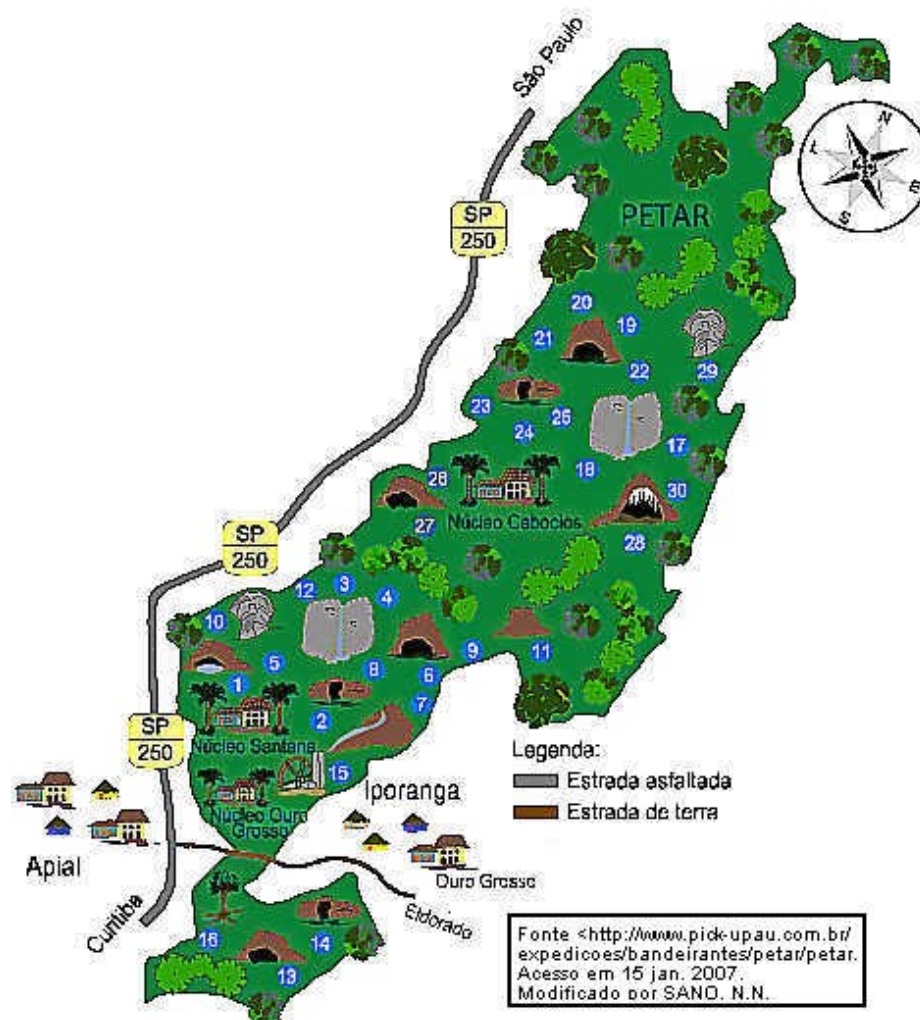 São Paulo
N
L
E
S
SP
250
PETAR
20
19
21
22
29
23
25
24
17
18
26
30
Núcleo Caboclos
27
28
SP
250
12
3
4
10
5
8
9
11
1
6
2
7
Núcleo Santana
SP
250
15
Legenda:
Estrada asfaltada
Estrada de terra
Núcleo Ouro
Grosso
Iporanga
Apiaí
Ouro Grosso
Eldorado
Curitiba
16
14
13
Fonte <http://www.pick-upau.com.br/
expedicoes/bandeirantes/petar/petar.
Acesso em 15 jan. 2007.
Modificado por SANO, N.N.